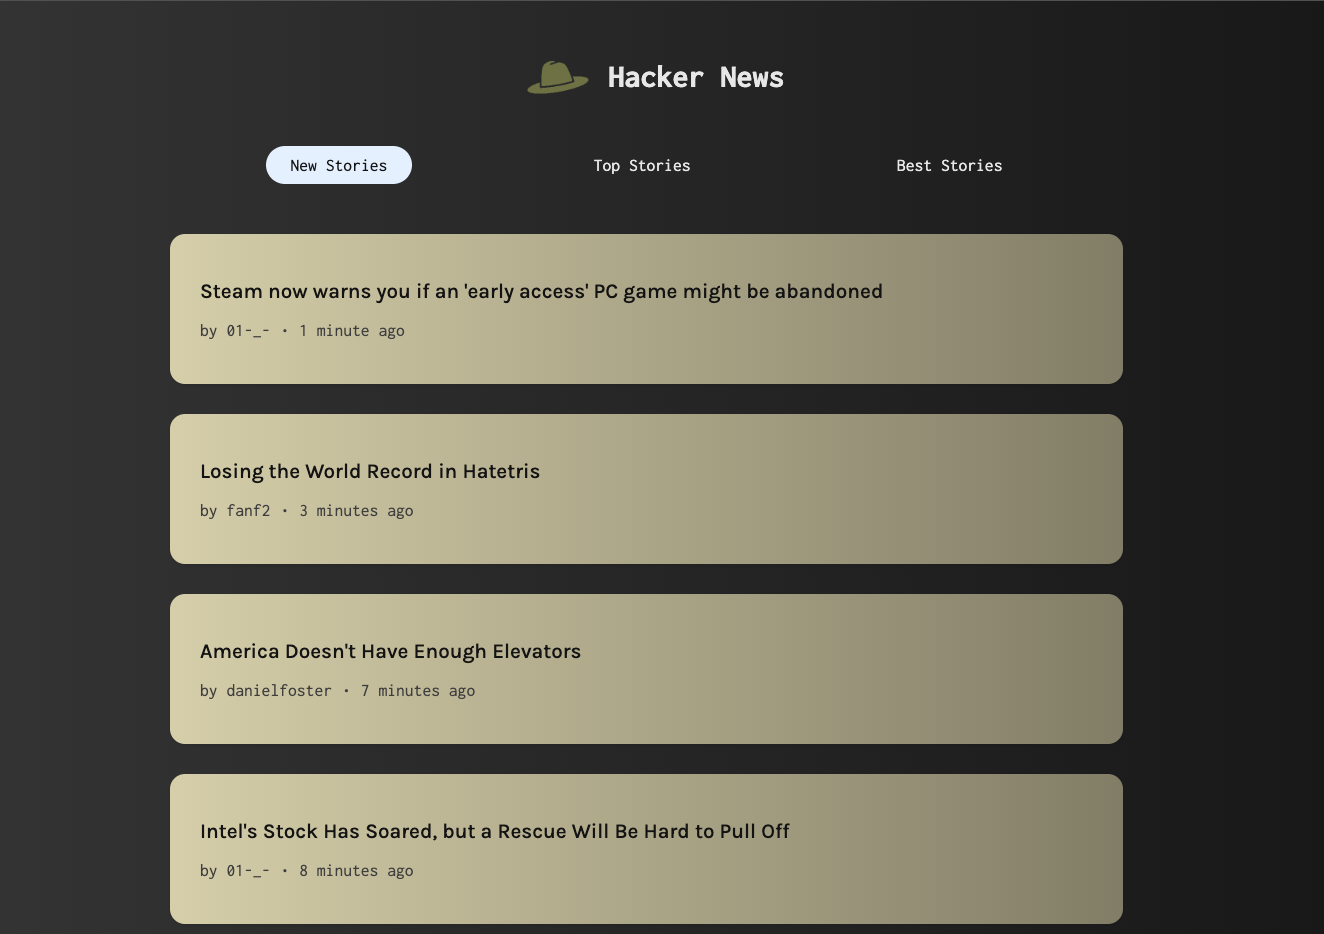 Hacker News
New Stories
Top Stories
Best Stories
Steam now warns you if an 'early access' PC game might be abandoned
by 01-_- · 1 minute ago
Losing the World Record in Hatetris
by fanf2 · 3 minutes ago
America Doesn't Have Enough Elevators
by danielfoster · 7 minutes ago
Intel's Stock Has Soared, but a Rescue Will Be Hard to Pull Off
by 01-_- · 8 minutes ago